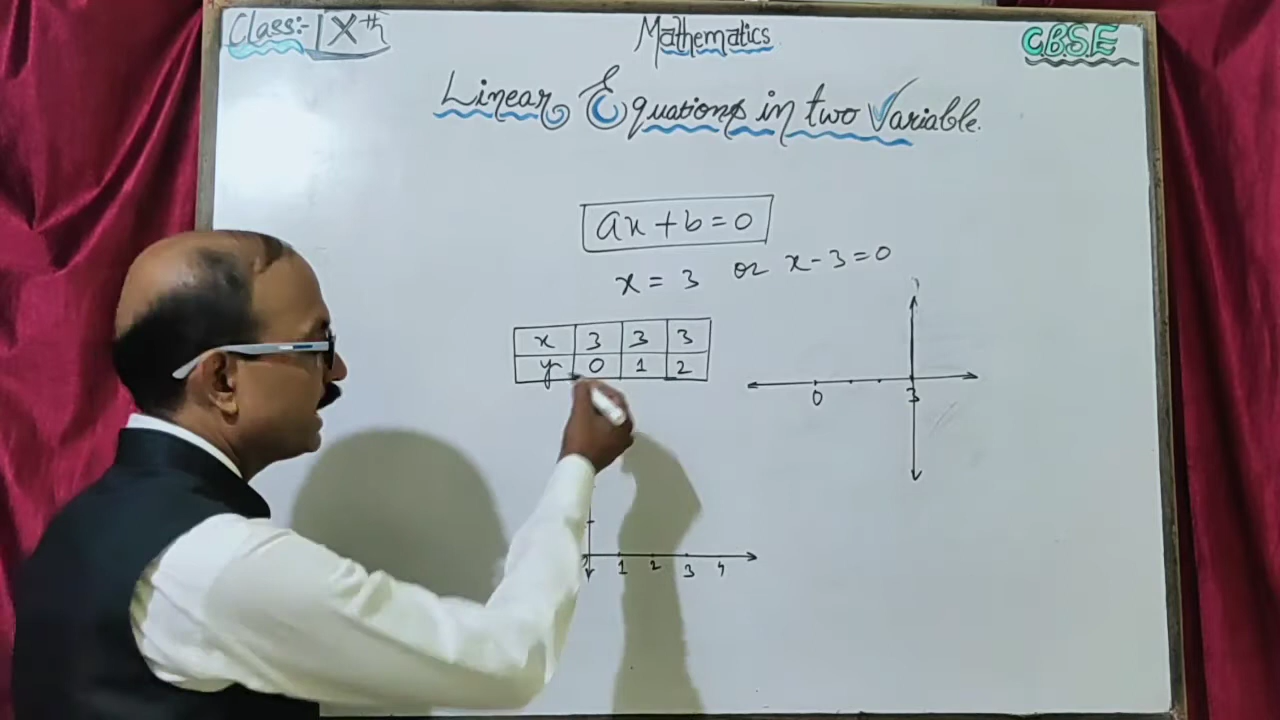 Class:- IXth
Mathematics
CBSE
Linear Equations in two Variable.
ax + b = 0
x = 3 or x - 3 = 0
x 3 3 3
y 0 1 2
0 3
1 2 3 4